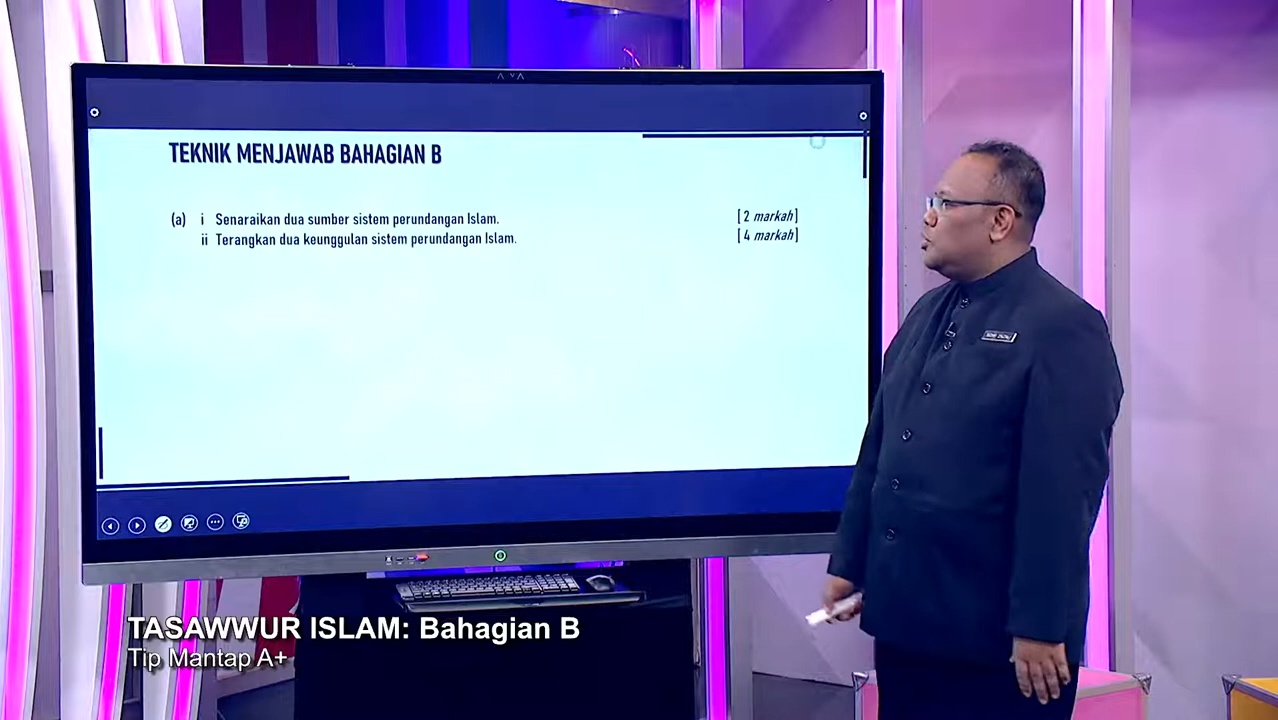 TEKNIK MENJAWAB BAHAGIAN B
(a) i Senaraikan dua sumber sistem perundangan Islam. [2 markah]
ii Terangkan dua keunggulan sistem perundangan Islam. [4 markah]
TASAWWUR ISLAM: Bahagian B
Tip Mantap A+